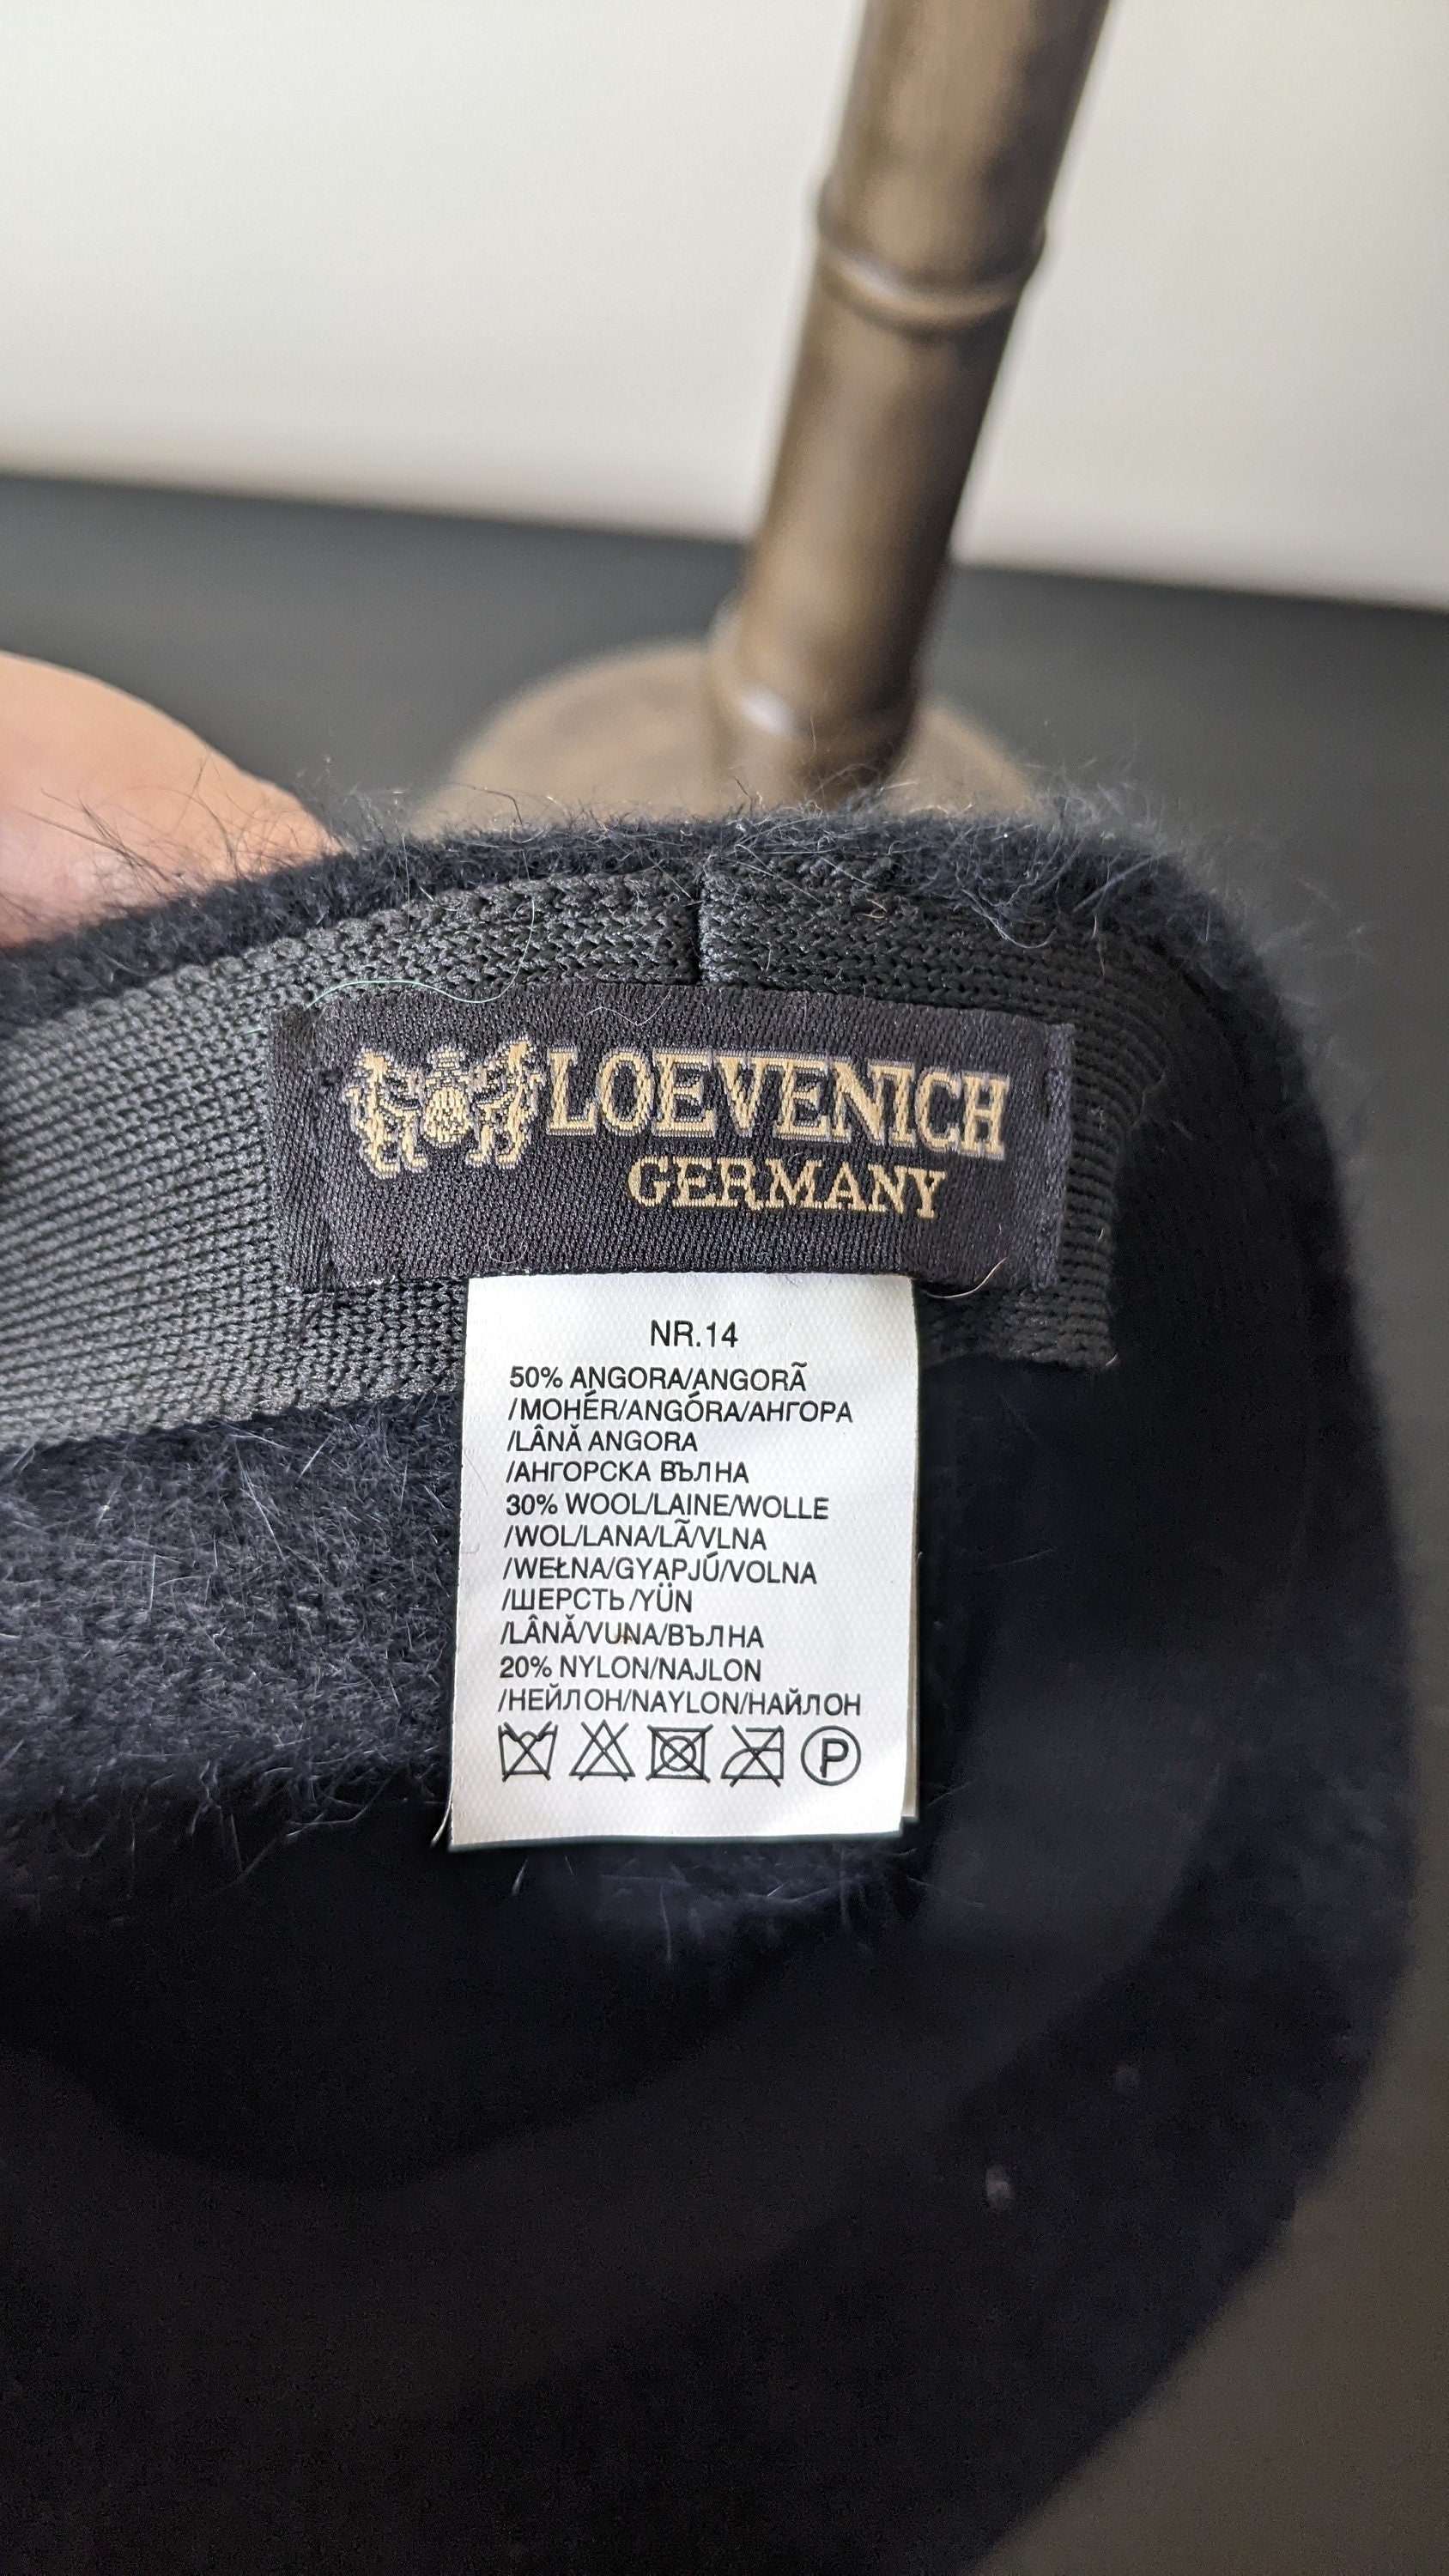 LOEVENICH
GERMANY
NR.14
50% ANGORA/ANGORÃ
/MOHÉR/ANGÓRA/АНГОРА
/LÂNĂ ANGORA
/АНГОРСКА ВЪЛНА
30% WOOL/LAINE/WOLLE
/WOL/LANA/LÃ/VLNA
/WEŁNA/GYAPJÚ/VOLNA
/ШЕРСТЬ/YÜN
/LÂNĂ/VUNA/ВЪЛНА
20% NYLON/NAJLON
/НЕЙЛОН/NAYLON/НАЙЛОН
P